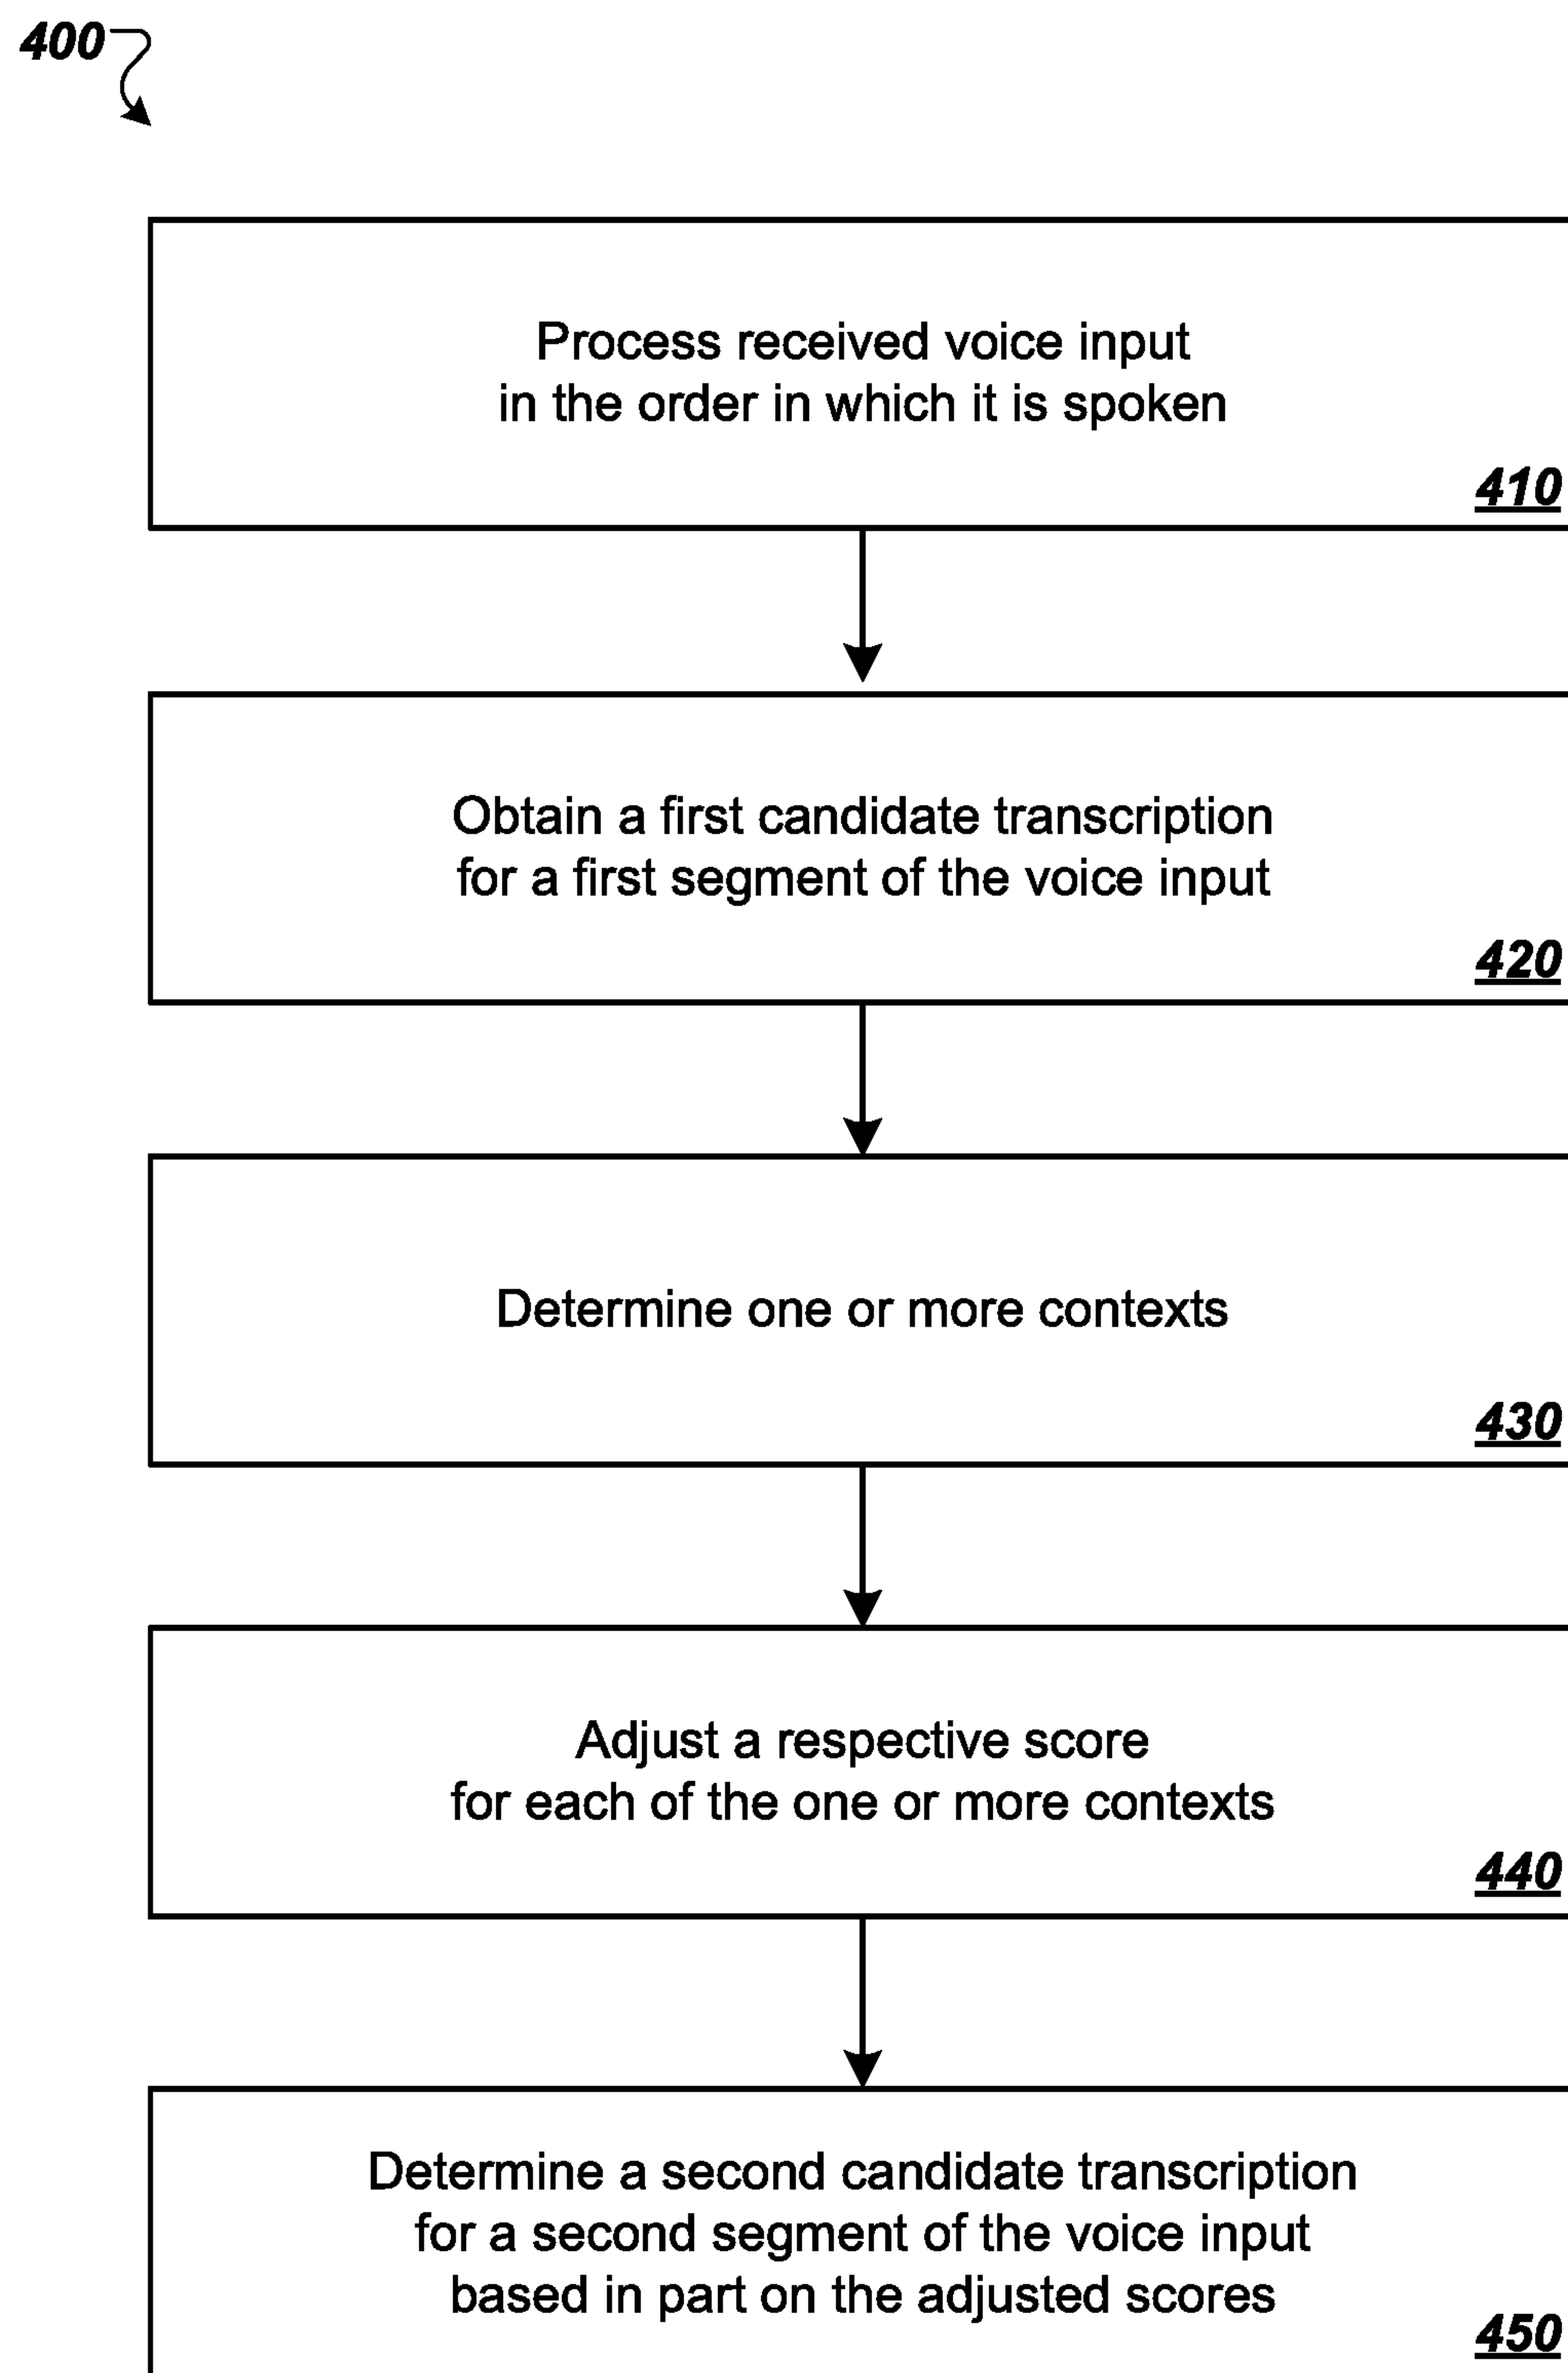 400
Process received voice input
in the order in which it is spoken
410
Obtain a first candidate transcription
for a first segment of the voice input
420
Determine one or more contexts
430
Adjust a respective score
for each of the one or more contexts
440
Determine a second candidate transcription
for a second segment of the voice input
based in part on the adjusted scores
450